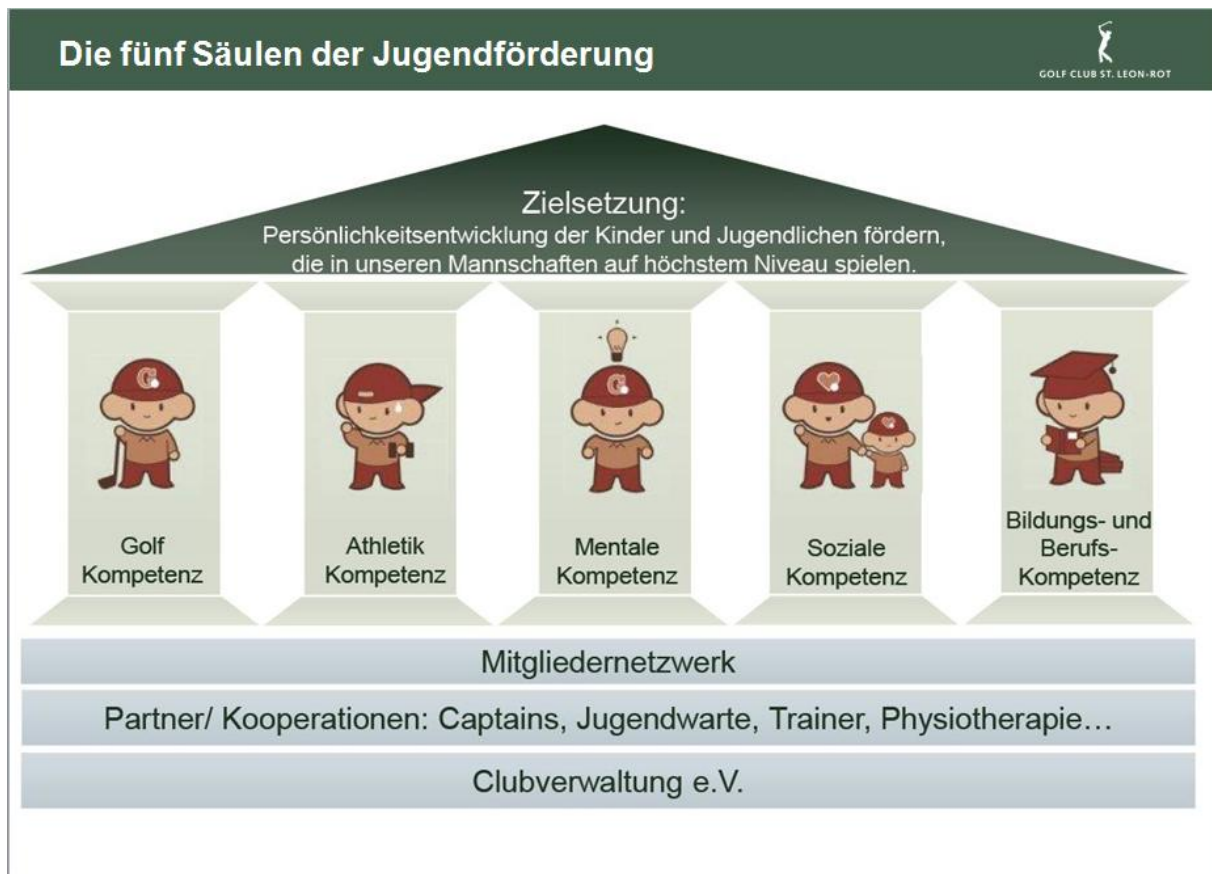 Die fünf Säulen der Jugendförderung
GOLF CLUB ST. LEON-ROT
Zielsetzung:
Persönlichkeitsentwicklung der Kinder und Jugendlichen fördern,
die in unseren Mannschaften auf höchstem Niveau spielen.
Golf
Kompetenz
Athletik
Kompetenz
Mentale
Kompetenz
Soziale
Kompetenz
Bildungs- und
Berufs-
Kompetenz
Mitgliedernetzwerk
Partner/ Kooperationen: Captains, Jugendwarte, Trainer, Physiotherapie…
Clubverwaltung e.V.